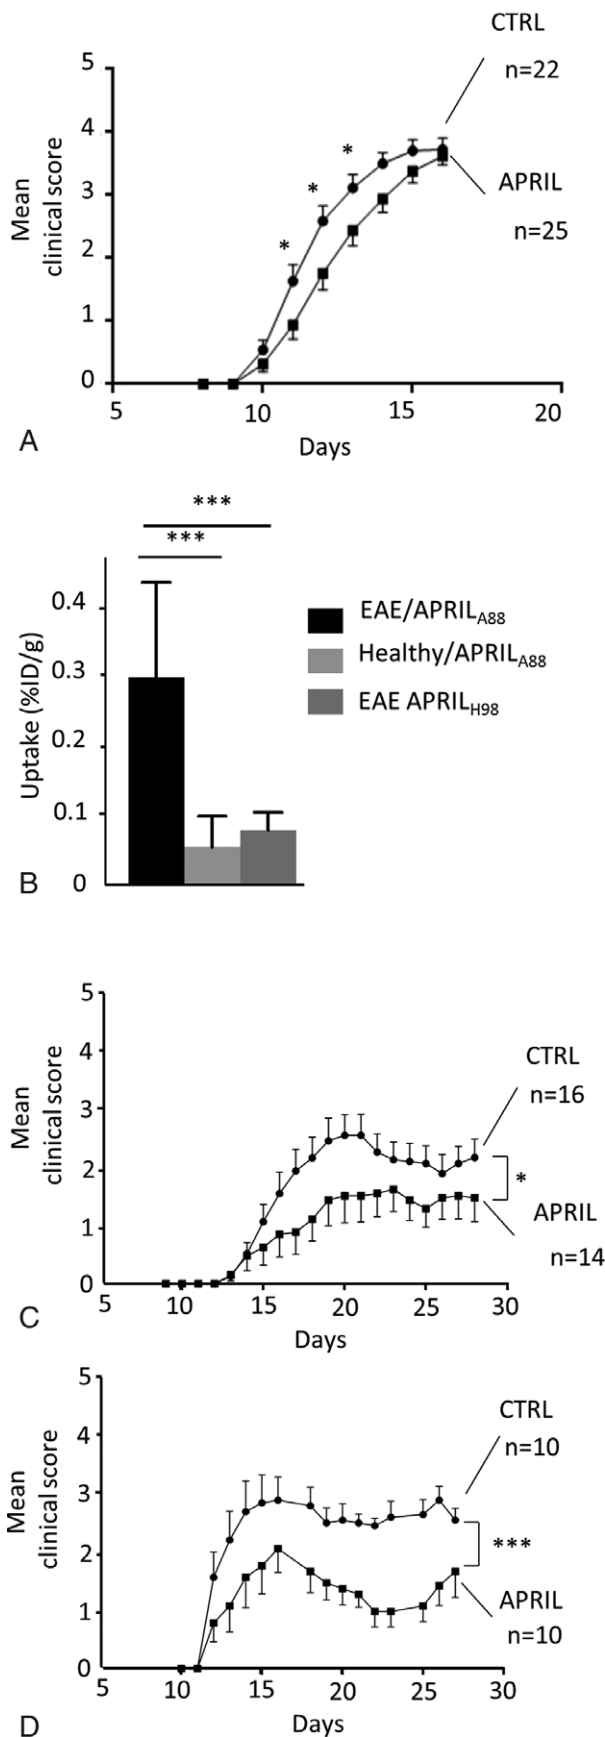 CTRL
n=22
5
4
3
2
1
0
Mean
clinical score
*
*
*
APRIL
n=25
5
10
15
20
Days
A
***
***
0.4
0.3
0.2
0.1
0
Uptake (%ID/g)
EAE/APRILA88
Healthy/APRILA88
EAE APRILH98
B
5
4
3
2
1
0
Mean
clinical score
CTRL
n=16
*
APRIL
n=14
5
10
15
20
25
30
Days
C
5
4
3
2
1
0
Mean
clinical score
CTRL
n=10
***
APRIL
n=10
5
10
15
20
25
30
Days
D